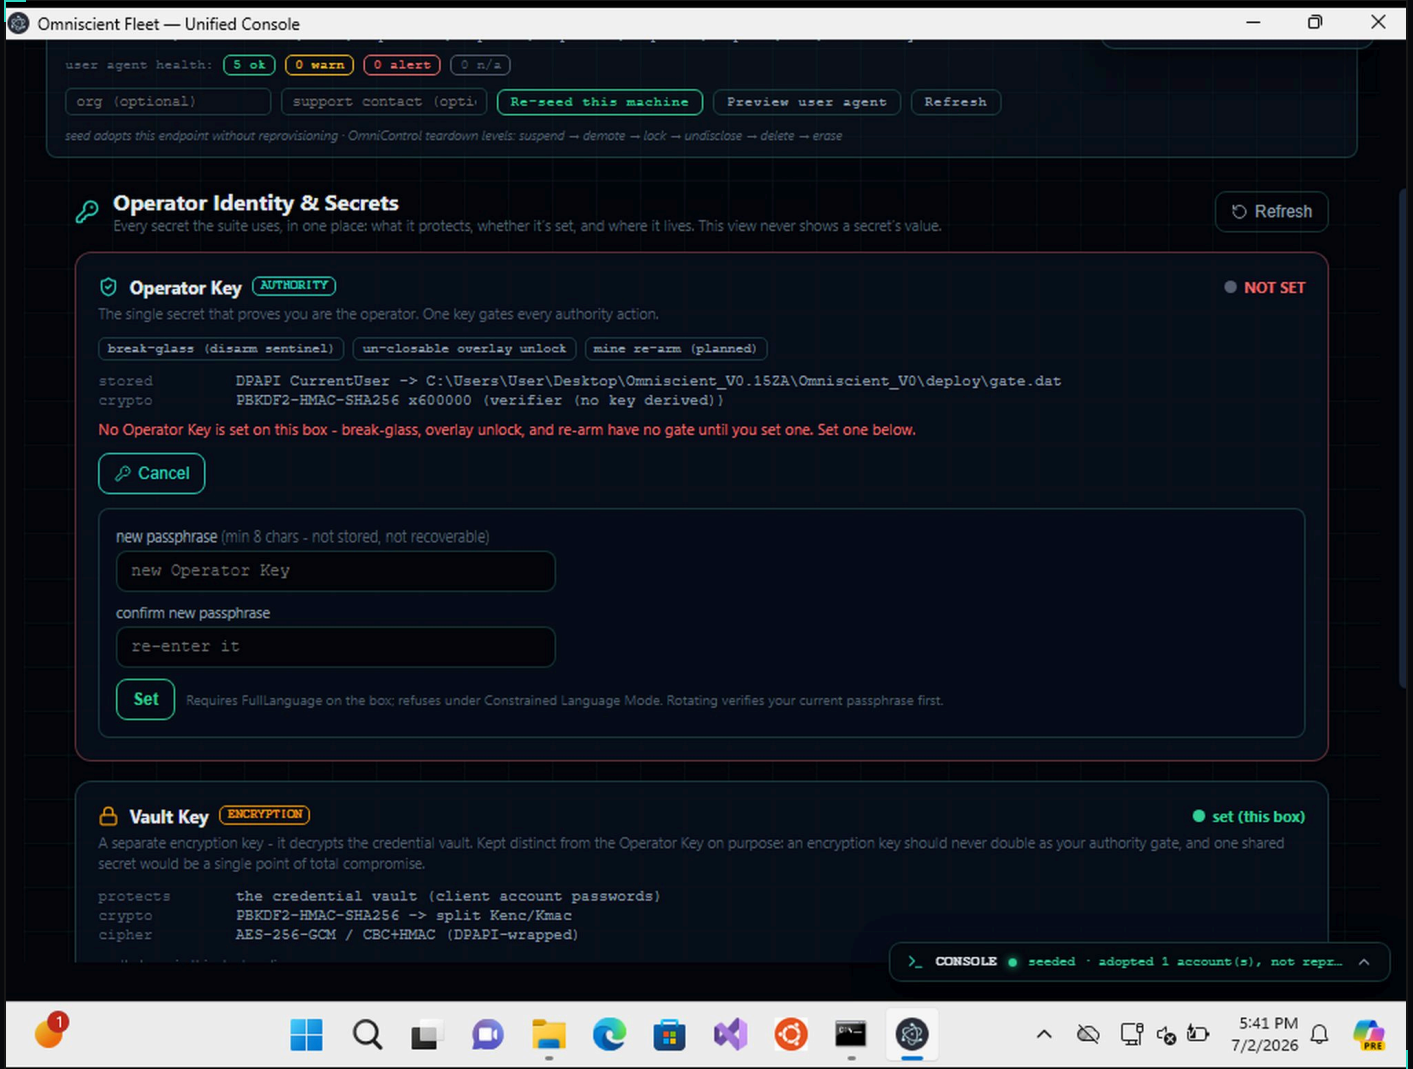 Omniscient Fleet — Unified Console
user agent health: 5 ok 0 warn 0 alert 0 n/a
org (optional) support contact (opti Re-seed this machine Preview user agent Refresh
seed adopts this endpoint without reprovisioning · OmniControl teardown levels: suspend → demote → lock → undisclose → delete → erase
Operator Identity & Secrets
Refresh
Every secret the suite uses, in one place: what it protects, whether it's set, and where it lives. This view never shows a secret's value.
Operator Key AUTHORITY NOT SET
The single secret that proves you are the operator. One key gates every authority action.
break-glass (disarm sentinel) un-closable overlay unlock mine re-arm (planned)
stored DPAPI CurrentUser -> C:\Users\User\Desktop\Omniscient_V0.15ZA\Omniscient_V0\deploy\gate.dat
crypto PBKDF2-HMAC-SHA256 x600000 (verifier (no key derived))
No Operator Key is set on this box - break-glass, overlay unlock, and re-arm have no gate until you set one. Set one below.
Cancel
new passphrase (min 8 chars - not stored, not recoverable)
new Operator Key
confirm new passphrase
re-enter it
Set Requires FullLanguage on the box; refuses under Constrained Language Mode. Rotating verifies your current passphrase first.
Vault Key ENCRYPTION set (this box)
A separate encryption key - it decrypts the credential vault. Kept distinct from the Operator Key on purpose: an encryption key should never double as your authority gate, and one shared
secret would be a single point of total compromise.
protects the credential vault (client account passwords)
crypto PBKDF2-HMAC-SHA256 -> split Kenc/Kmac
cipher AES-256-GCM / CBC+HMAC (DPAPI-wrapped)
>_ CONSOLE seeded · adopted 1 account(s), not repr…
1
5:41 PM
7/2/2026
PRE